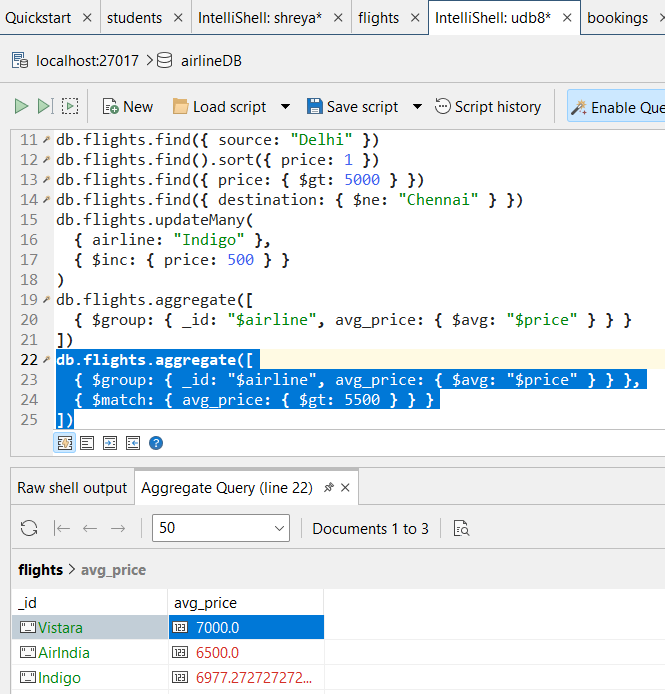 Quickstart students IntelliShell: shreya* flights IntelliShell: udb8* bookings
localhost:27017 airlineDB
New Load script Save script Script history Enable Que
11 db.flights.find({ source: "Delhi" })
12 db.flights.find().sort({ price: 1 })
13 db.flights.find({ price: { $gt: 5000 } })
14 db.flights.find({ destination: { $ne: "Chennai" } })
15 db.flights.updateMany(
16 { airline: "Indigo" },
17 { $inc: { price: 500 } }
18 )
19 db.flights.aggregate([
20 { $group: { _id: "$airline", avg_price: { $avg: "$price" } } }
21 ])
22 db.flights.aggregate([
23 { $group: { _id: "$airline", avg_price: { $avg: "$price" } } },
24 { $match: { avg_price: { $gt: 5500 } } }
25 ])
Raw shell output Aggregate Query (line 22)
50 Documents 1 to 3
flights > avg_price
_id avg_price
Vistara 7000.0
AirIndia 6500.0
Indigo 6977.272727272...